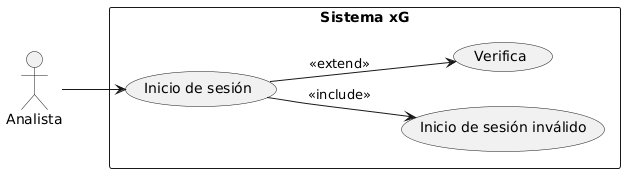 Sistema xG
«extend»
Verifica
Inicio de sesión
«include»
Analista
Inicio de sesión inválido